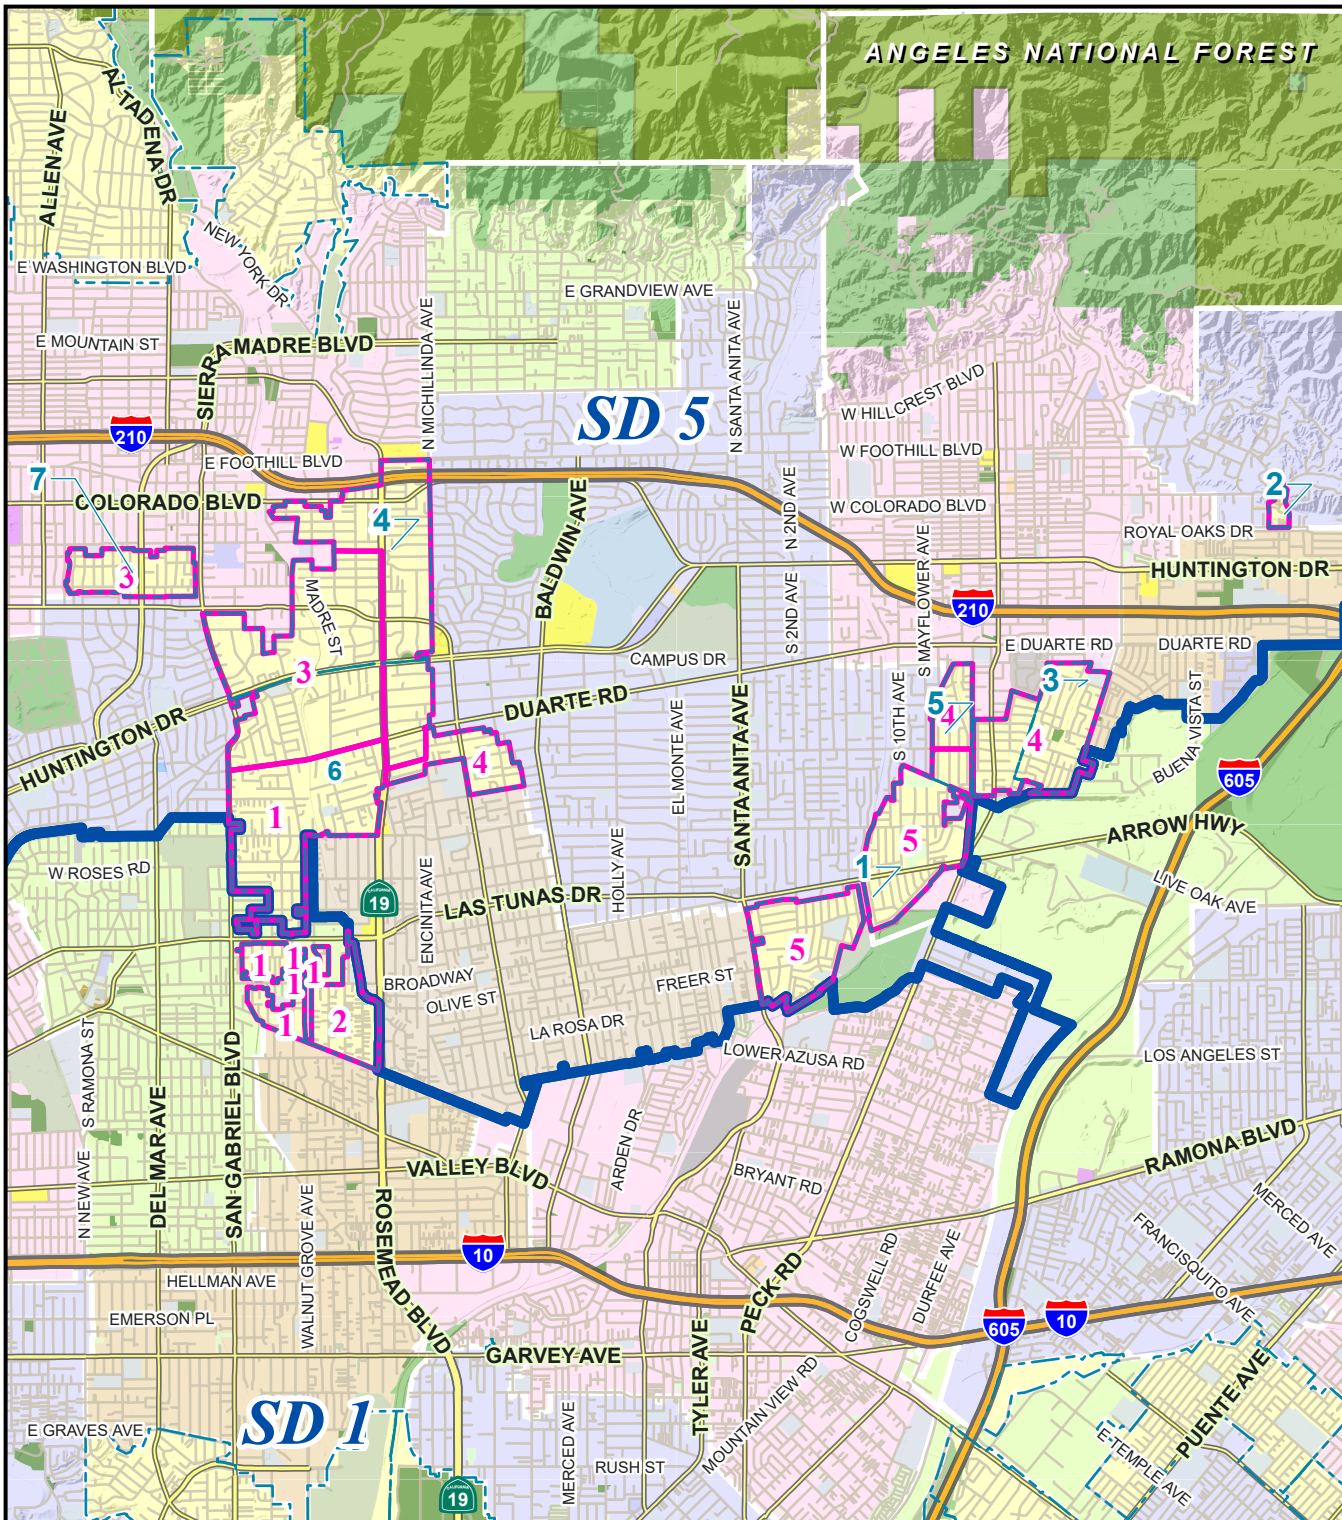 ANGELES NATIONAL FOREST
ALTADENA DR
ALLEN AVE
NEW YORK DR
E WASHINGTON BLVD
E GRANDVIEW AVE
N MICHILLINDA AVE
N SANTA ANITA AVE
E MOUNTAIN ST
SIERRA MADRE BLVD
W HILLCREST BLVD
SD 5
210
E FOOTHILL BLVD
W FOOTHILL BLVD
7
COLORADO BLVD
4
BALDWIN AVE
N 2ND AVE
W COLORADO BLVD
2
ROYAL OAKS DR
S MAYFLOWER AVE
HUNTINGTON DR
3
MADRE ST
S 2ND AVE
210
E DUARTE RD
DUARTE RD
CAMPUS DR
3
3
HUNTINGTON DR
DUARTE RD
SANTA ANITA AVE
EL MONTE AVE
S 10TH AVE
5
4
4
BUENA VISTA ST
605
6
4
1
ARROW HWY
5
W ROSES RD
1
LIVE OAK AVE
CALIFORNIA
19
ENCINITA AVE
LAS TUNAS DR
HOLLY AVE
5
1
1
1
1
1
2
BROADWAY
OLIVE ST
FREER ST
LA ROSA DR
S RAMONA ST
SAN GABRIEL BLVD
LOWER AZUSA RD
LOS ANGELES ST
DEL MAR AVE
N NEW AVE
ARDEN DR
VALLEY BLVD
BRYANT RD
RAMONA BLVD
WALNUT GROVE AVE
ROSEMEAD BLVD
10
PECK RD
COGSWELL RD
DURFEE AVE
MERCED AVE
FRANCISQUITO AVE
HELLMAN AVE
EMERSON PL
605
10
GARVEY AVE
TYLER AVE
MOUNTAIN VIEW RD
PUENTE AVE
SD 1
E GRAVES AVE
MERCED AVE
RUSH ST
E TEMPLE AVE
CALIFORNIA
19